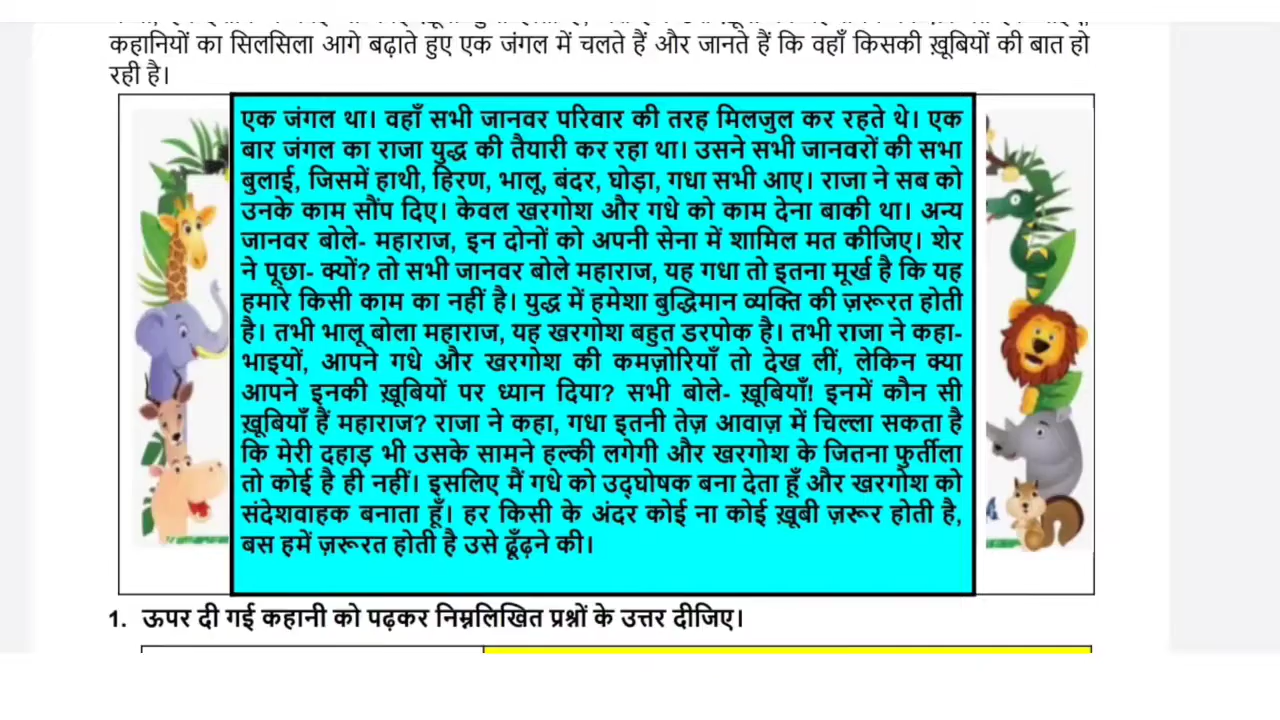 कहानियों का सिलसिला आगे बढ़ाते हुए एक जंगल में चलते हैं और जानते हैं कि वहाँ किसकी ख़ूबियों की बात हो
रही है।
एक जंगल था। वहाँ सभी जानवर परिवार की तरह मिलजुल कर रहते थे। एक
बार जंगल का राजा युद्ध की तैयारी कर रहा था। उसने सभी जानवरों की सभा
बुलाई, जिसमें हाथी, हिरण, भालू, बंदर, घोड़ा, गधा सभी आए। राजा ने सब को
उनके काम सौंप दिए। केवल खरगोश और गधे को काम देना बाकी था। अन्य
जानवर बोले- महाराज, इन दोनों को अपनी सेना में शामिल मत कीजिए। शेर
ने पूछा- क्यों? तो सभी जानवर बोले महाराज, यह गधा तो इतना मूर्ख है कि यह
हमारे किसी काम का नहीं है। युद्ध में हमेशा बुद्धिमान व्यक्ति की ज़रूरत होती
है। तभी भालू बोला महाराज, यह खरगोश बहुत डरपोक है। तभी राजा ने कहा-
भाइयों, आपने गधे और खरगोश की कमज़ोरियाँ तो देख लीं, लेकिन क्या
आपने इनकी ख़ूबियों पर ध्यान दिया? सभी बोले- ख़ूबियाँ! इनमें कौन सी
ख़ूबियाँ हैं महाराज? राजा ने कहा, गधा इतनी तेज़ आवाज़ में चिल्ला सकता है
कि मेरी दहाड़ भी उसके सामने हल्की लगेगी और खरगोश के जितना फुर्तीला
तो कोई है ही नहीं। इसलिए मैं गधे को उद्घोषक बना देता हूँ और खरगोश को
संदेशवाहक बनाता हूँ। हर किसी के अंदर कोई ना कोई ख़ूबी ज़रूर होती है,
बस हमें ज़रूरत होती है उसे ढूँढ़ने की।
1. ऊपर दी गई कहानी को पढ़कर निम्नलिखित प्रश्नों के उत्तर दीजिए।